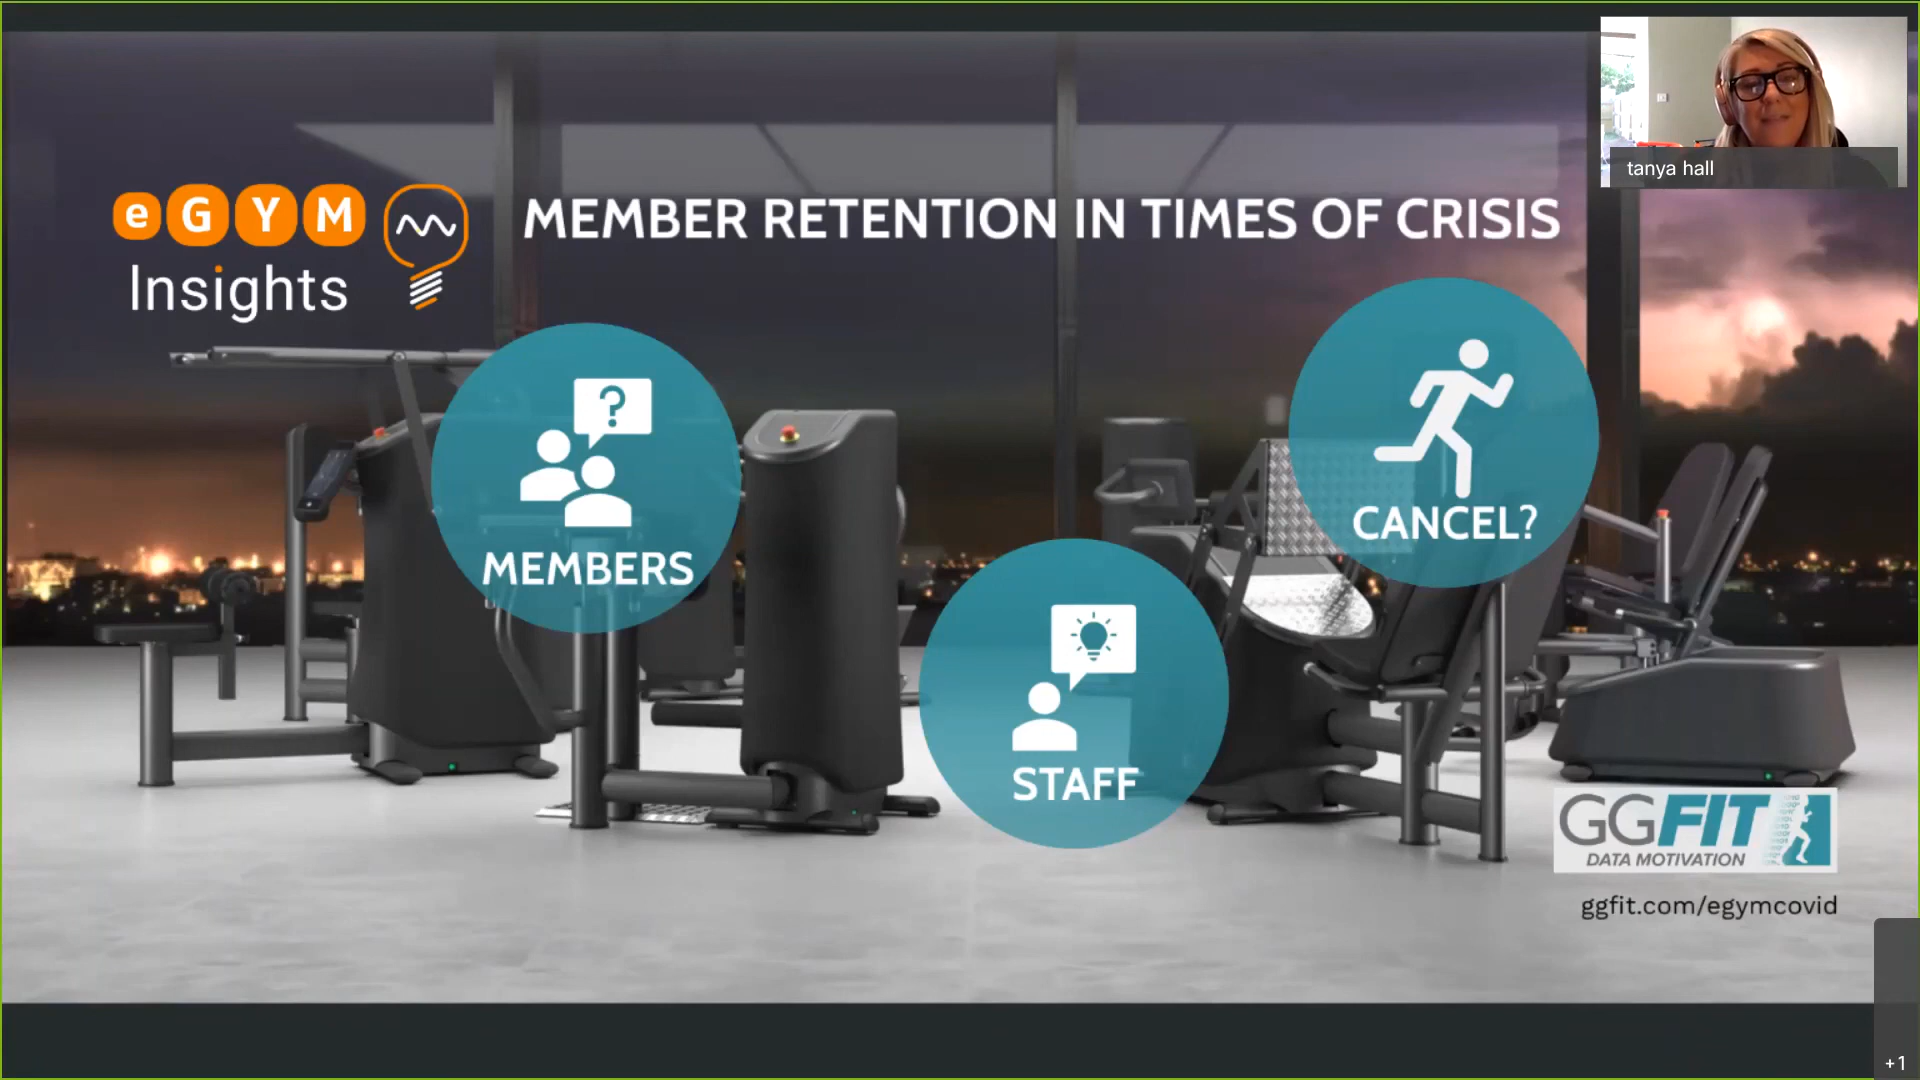 tanya hall
eGYM
Insights
MEMBER RETENTION IN TIMES OF CRISIS
?
MEMBERS
CANCEL?
STAFF
GGFIT
DATA MOTIVATION
ggfit.com/egymcovid
+1